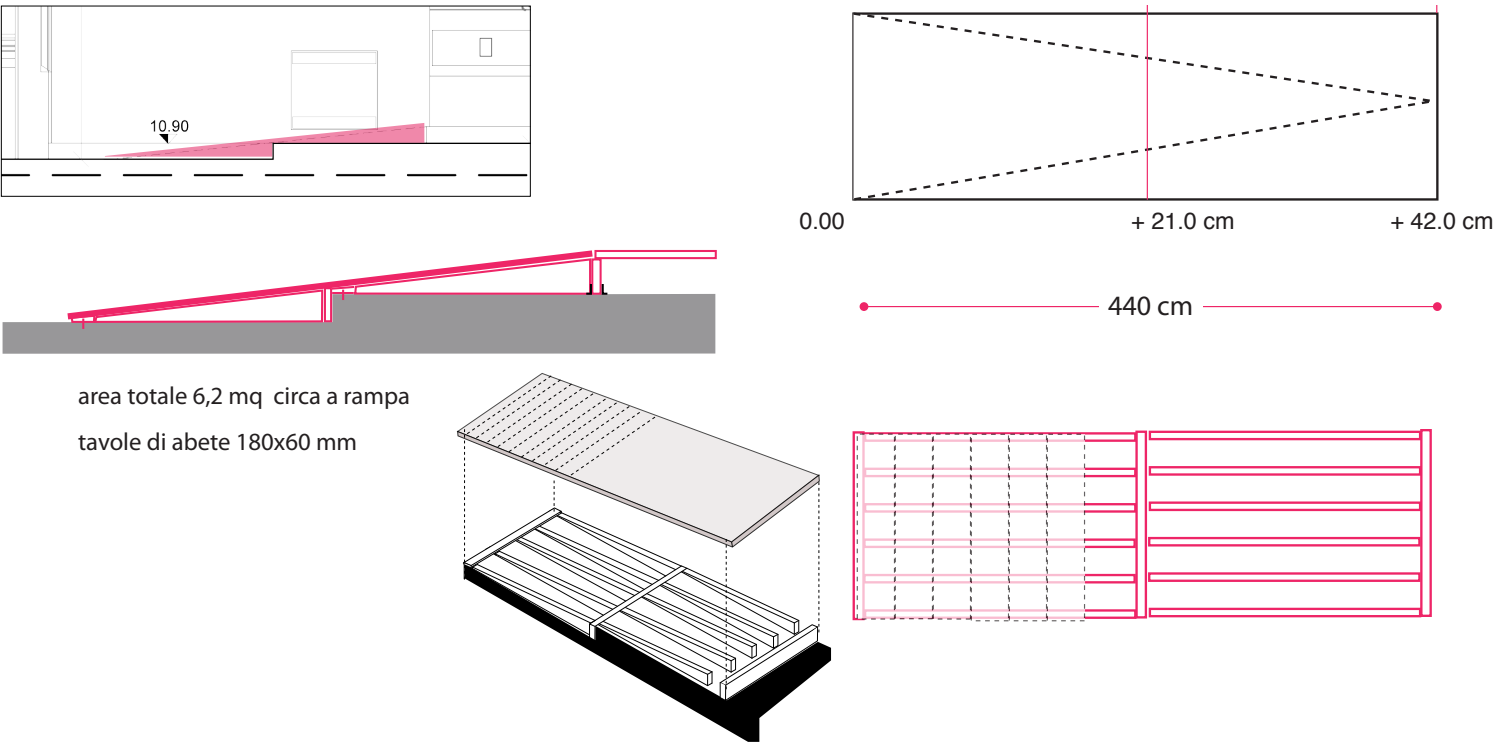 10.90
0.00
+ 21.0 cm
+ 42.0 cm
440 cm
area totale 6,2 mq circa a rampa
tavole di abete 180x60 mm